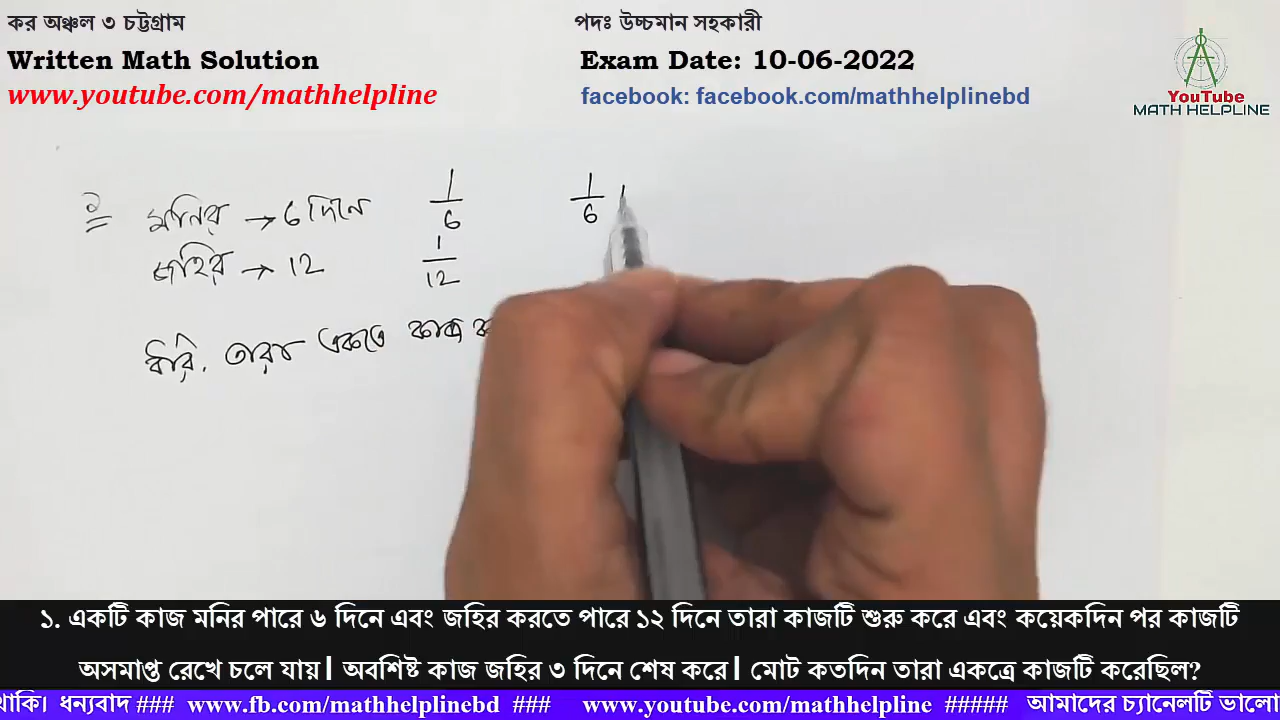 কর অঞ্চল ৩ চট্টগ্রাম
পদঃ উচ্চমান সহকারী
Written Math Solution
Exam Date: 10-06-2022
www.youtube.com/mathhelpline
facebook: facebook.com/mathhelplinebd
YouTube
MATH HELPLINE
১ মনির → 6 দিনে 1/6 1/6
জহির → 12 1/12
ধরি, তারা একত্রে কাজ
১. একটি কাজ মনির পারে ৬ দিনে এবং জহির করতে পারে ১২ দিনে তারা কাজটি শুরু করে এবং কয়েকদিন পর কাজটি
অসমাপ্ত রেখে চলে যায়। অবশিষ্ট কাজ জহির ৩ দিনে শেষ করে। মোট কতদিন তারা একত্রে কাজটি করেছিল?
থাকি। ধন্যবাদ ### www.fb.com/mathhelplinebd ### www.youtube.com/mathhelpline ##### আমাদের চ্যানেলটি ভালো